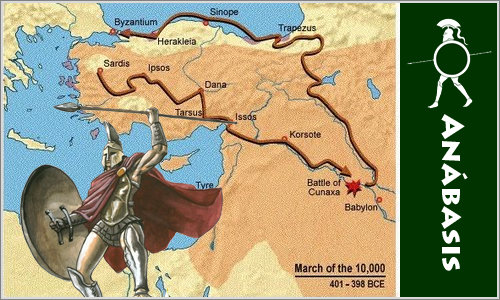 Byzantium
Sinope
Trapezus
Herakleia
Sardis
Ipsos
Dana
Tarsus
Issos
Korsote
Tyre
Battle of
Cunaxa
Babylon
March of the 10,000
401 – 398 BCE
ANÁBASIS